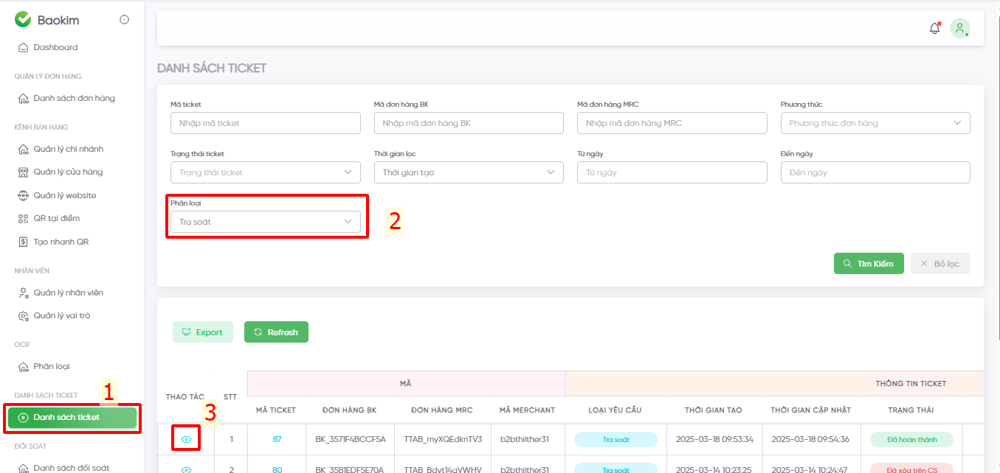 Baokim
Dashboard
QUẢN LÝ ĐƠN HÀNG
Danh sách đơn hàng
KÊNH BÁN HÀNG
Quản lý chi nhánh
Quản lý cửa hàng
Quản lý website
QR tại điểm
Tạo nhanh QR
NHÂN VIÊN
Quản lý nhân viên
Quản lý vai trò
OCR
Phân loại
DANH SÁCH TICKET
1
Danh sách ticket
ĐỐI SOÁT
Danh sách đối soát
DANH SÁCH TICKET
Mã ticket
Mã đơn hàng BK
Mã đơn hàng MRC
Phương thức
Nhập mã ticket
Nhập mã đơn hàng BK
Nhập mã đơn hàng MRC
Phương thức đơn hàng
Trạng thái ticket
Thời gian lọc
Từ ngày
Đến ngày
Trạng thái ticket
Thời gian tạo
Từ ngày
Đến ngày
Phân loại
Tra soát
2
Tìm Kiếm
Bỏ lọc
Export
Refresh
MÃ
THÔNG TIN TICKET
THAO TÁC
STT
MÃ TICKET
ĐƠN HÀNG BK
ĐƠN HÀNG MRC
MÃ MERCHANT
LOẠI YÊU CẦU
THỜI GIAN TẠO
THỜI GIAN CẬP NHẬT
TRẠNG THÁI
3
1
87
BK_3571F4BCCF5A
TTAB_myXQEdknTV3
b2bthiither31
Tra soát
2025-03-18 09:53:34
2025-03-18 09:54:36
Đã hoàn thành
2
80
BK_35B1EDF5E70A
TTAB_Bdvt14qVWHV
b2bthiither31
Tra soát
2025-03-14 10:23:25
2025-03-14 10:24:47
Đã xóa trên CS